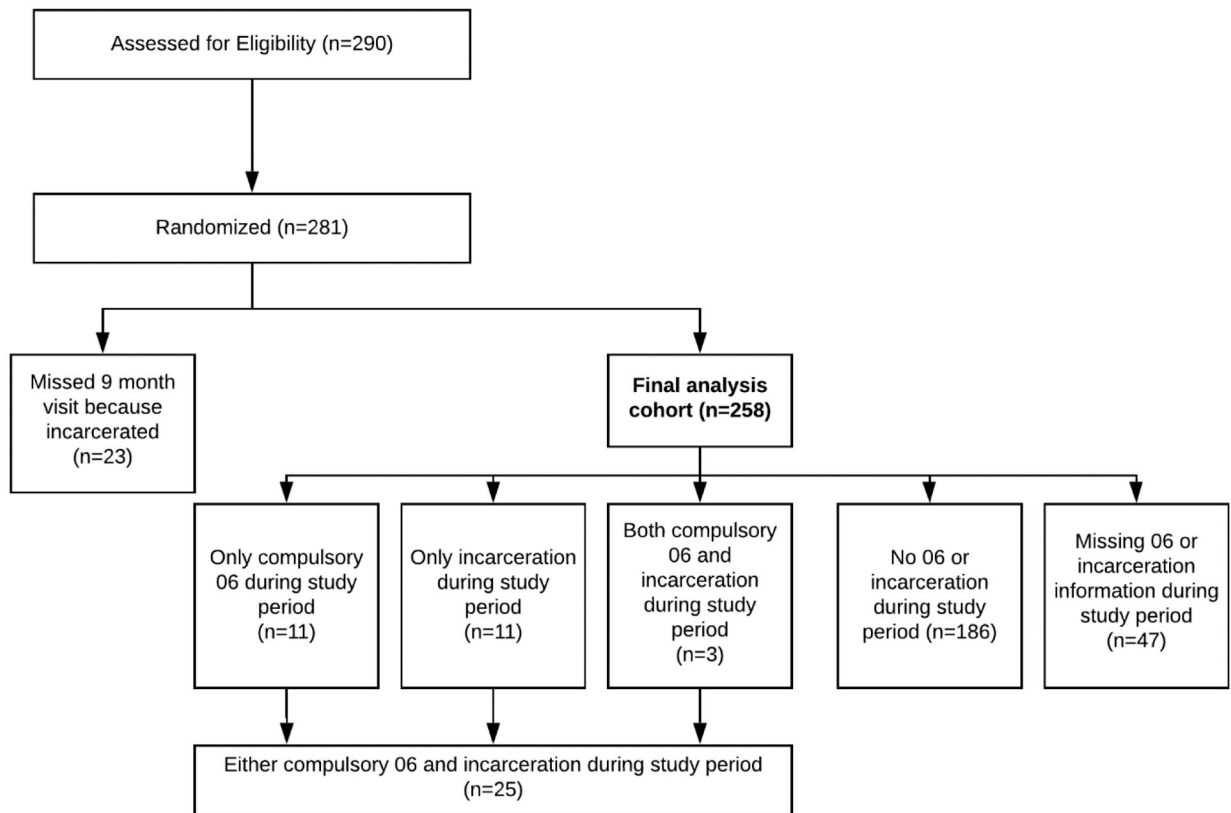 Assessed for Eligibility (n=290)
Randomized (n=281)
Missed 9 month
visit because
incarcerated
(n=23)
Final analysis
cohort (n=258)
Only compulsory
06 during study
period
(n=11)
Only incarceration
during study
period
(n=11)
Both compulsory
06 and
incarceration
during study
period
(n=3)
No 06 or
incarceration
during study
period (n=186)
Missing 06 or
incarceration
information during
study period
(n=47)
Either compulsory 06 and incarceration during study period
(n=25)